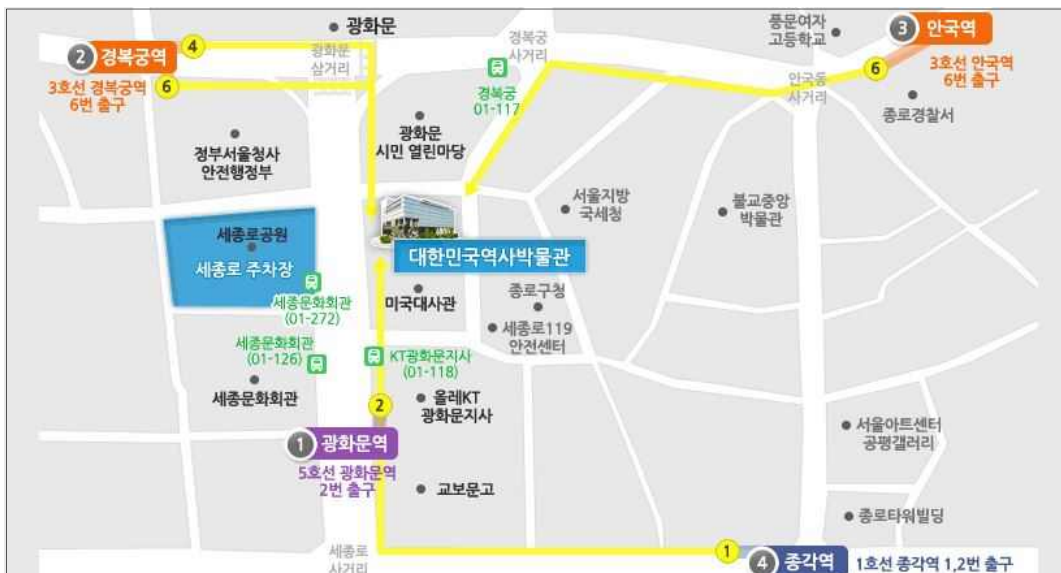 광화문
풍문여자
고등학교
3 안국역
2 경복궁역
4
광화문
삼거리
경복궁
사거리
3호선 경복궁역
6번 출구
6
경복궁
01-117
안국동
사거리
6
3호선 안국역
6번 출구
종로경찰서
광화문
시민 열린마당
정부서울청사
안전행정부
서울지방
국세청
불교중앙
박물관
세종로공원
세종로 주차장
대한민국역사박물관
세종문화회관
(01-272)
미국대사관
종로구청
세종로119
안전센터
세종문화회관
(01-126)
KT광화문지사
(01-118)
세종문화회관
2
올레KT
광화문지사
1 광화문역
5호선 광화문역
2번 출구
교보문고
서울아트센터
공평갤러리
종로타워빌딩
세종로
사거리
1
4 종각역
1호선 종각역 1,2번 출구